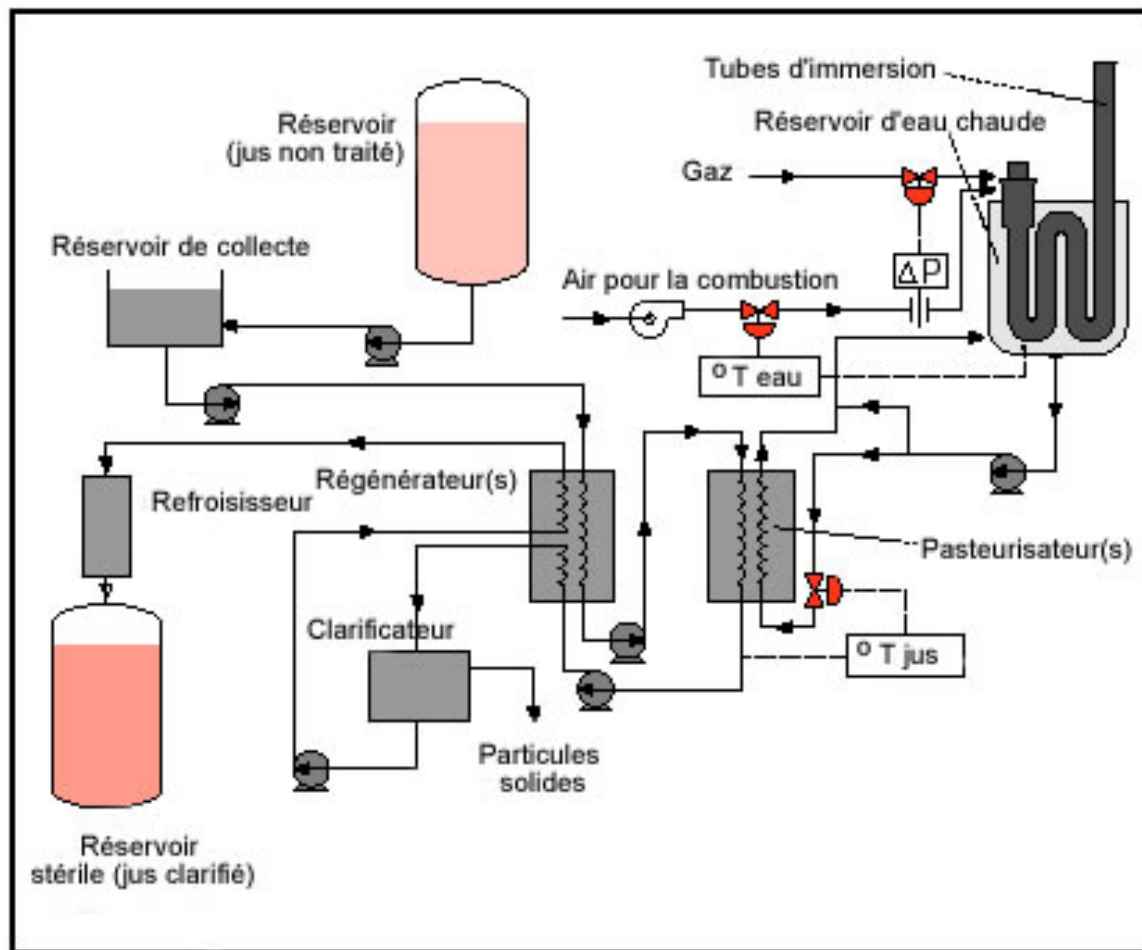 Tubes d'immersion
Réservoir
(jus non traité)
Réservoir d'eau chaude
Gaz
Réservoir de collecte
Air pour la combustion
Δ P
o T eau
Régénérateur(s)
Refroisisseur
Pasteurisateur(s)
Clarificateur
o T jus
Particules
solides
Réservoir
stérile (jus clarifié)